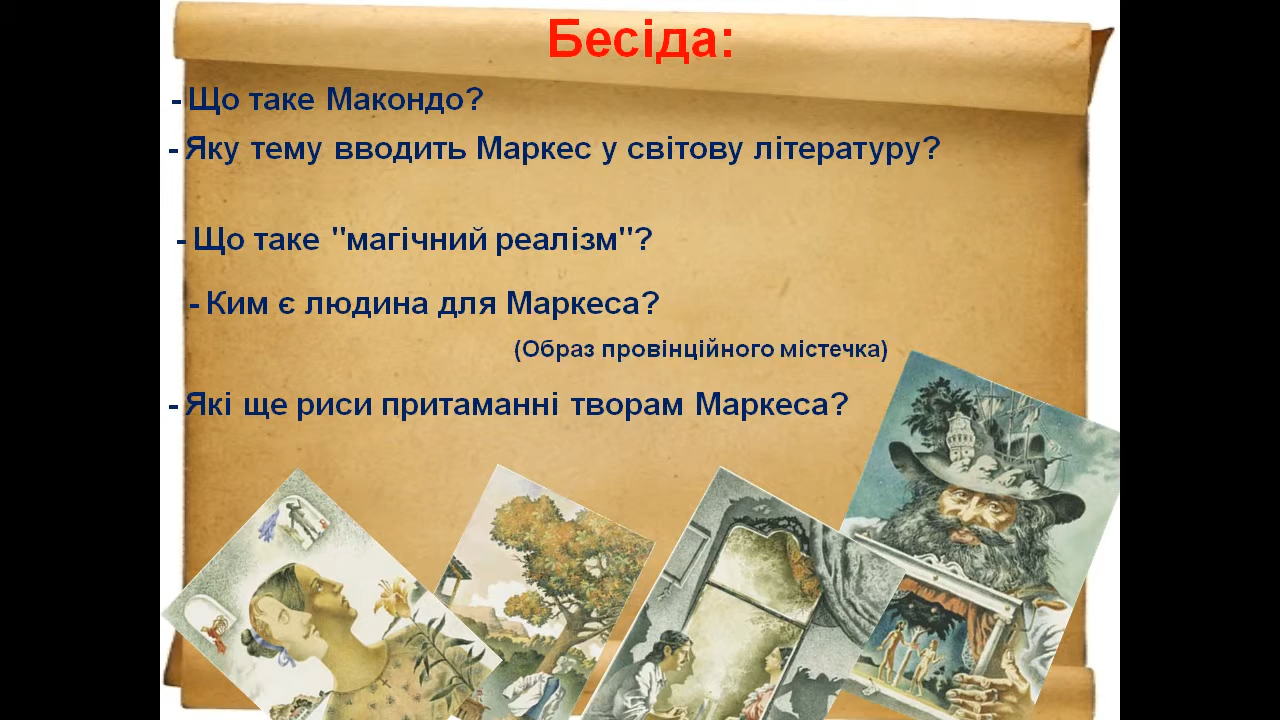 Бесіда:
- Що таке Макондо?
- Яку тему вводить Маркес у світову літературу?
- Що таке "магічний реалізм"?
- Ким є людина для Маркеса?
(Образ провінційного містечка)
- Які ще риси притаманні творам Маркеса?